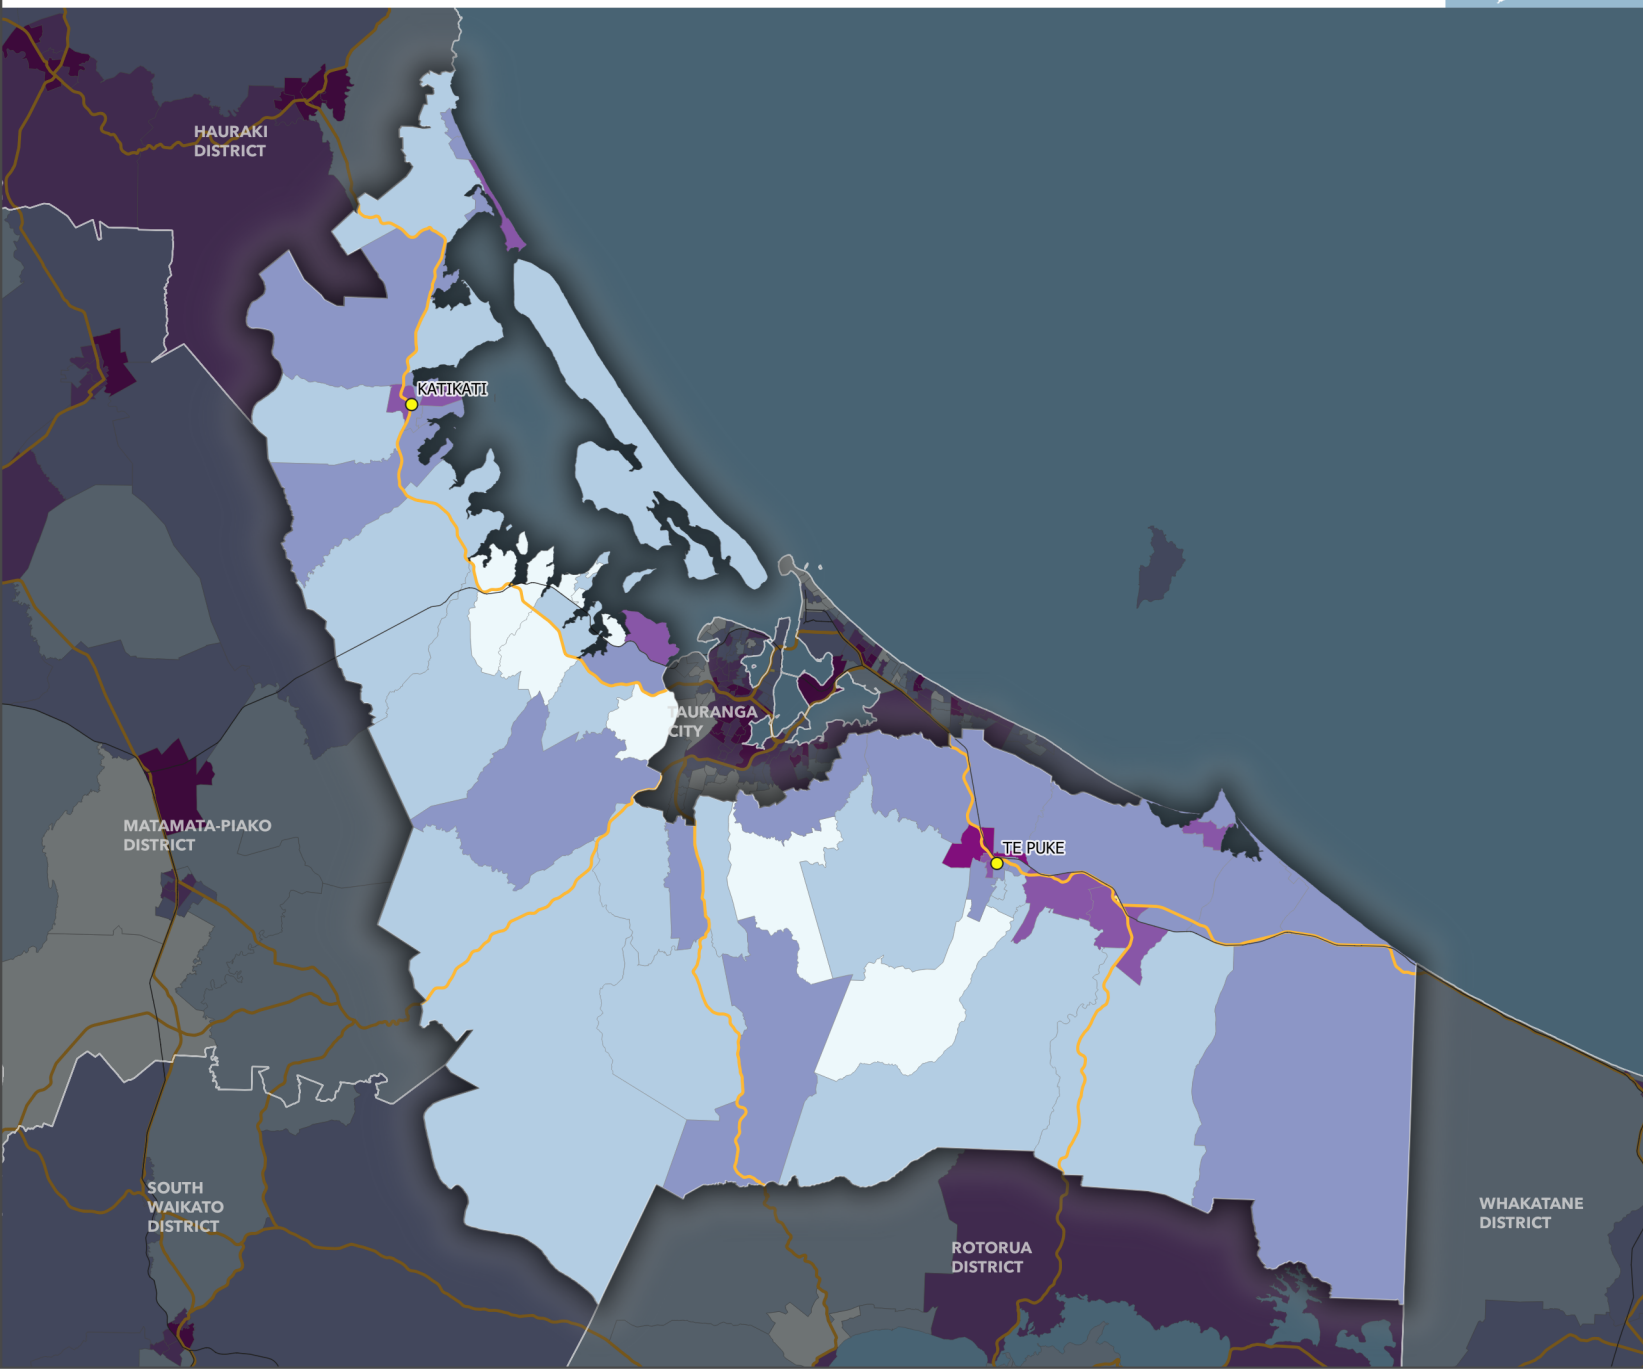 HAURAKI
DISTRICT
KATIKATI
TAURANGA
CITY
MATAMATA-PIAKO
DISTRICT
TE PUKE
SOUTH
WAIKATO
DISTRICT
WHAKATANE
DISTRICT
ROTORUA
DISTRICT